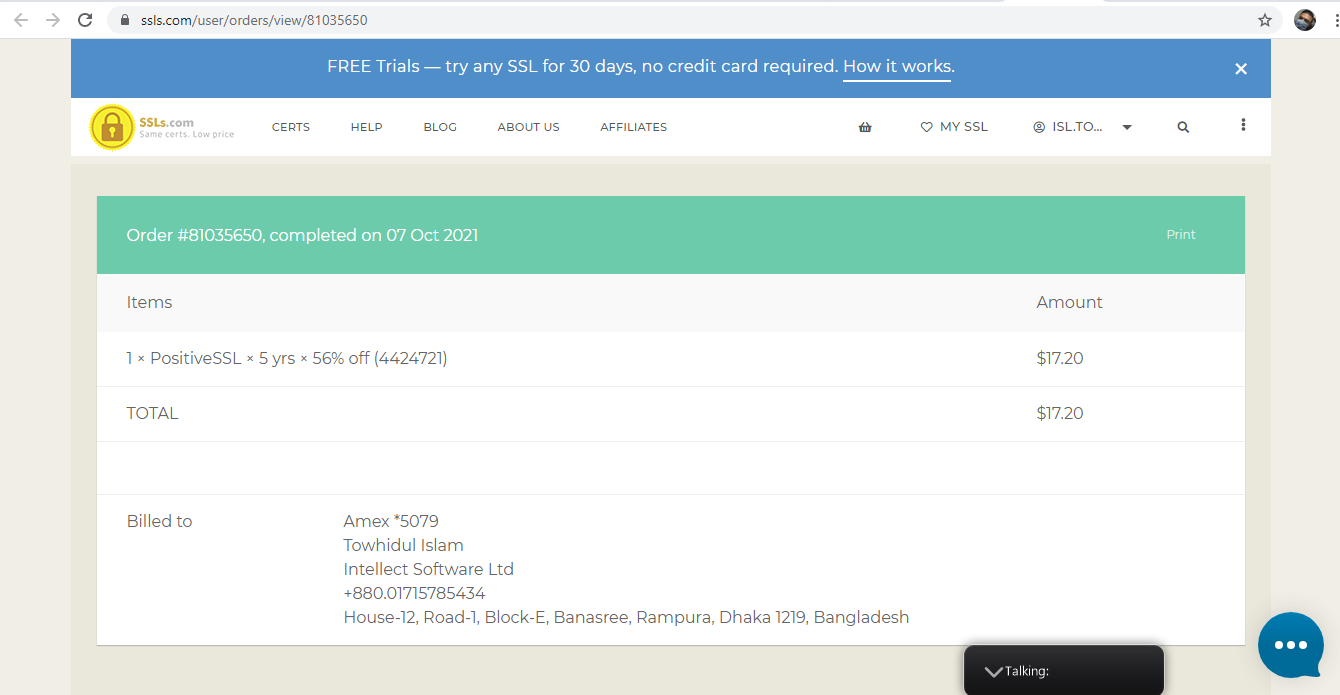 ssls.com/user/orders/view/81035650
FREE Trials — try any SSL for 30 days, no credit card required. How it works.
SSLs.com
Same certs. Low price
CERTS HELP BLOG ABOUT US AFFILIATES MY SSL ISL.TO...
Order #81035650, completed on 07 Oct 2021 Print
Items Amount
1 × PositiveSSL × 5 yrs × 56% off (4424721) $17.20
TOTAL $17.20
Billed to Amex *5079
Towhidul Islam
Intellect Software Ltd
+880.01715785434
House-12, Road-1, Block-E, Banasree, Rampura, Dhaka 1219, Bangladesh
Talking: